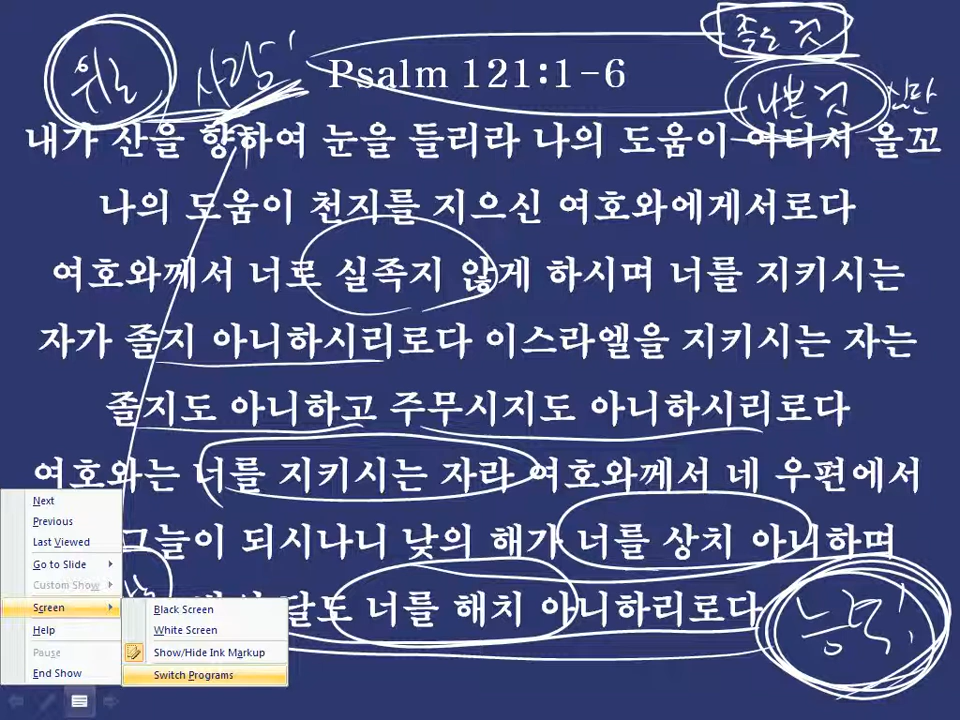 좋은 것
위로 사람
Psalm 121:1-6
나쁜 것
내가 산을 향하여 눈을 들리라 나의 도움이 어디서 올꼬
나의 도움이 천지를 지으신 여호와에게서로다
여호와께서 너로 실족지 않게 하시며 너를 지키시는
자가 졸지 아니하시리로다 이스라엘을 지키시는 자는
졸지도 아니하고 주무시지도 아니하시리로다
여호와는 너를 지키시는 자라 여호와께서 네 우편에서
그늘이 되시나니 낮의 해가 너를 상치 아니하며
너를 해치 아니하리로다
Next
Previous
Last Viewed
Go to Slide
Custom Show
Screen
Help
Pause
End Show
Black Screen
White Screen
Show/Hide Ink Markup
Switch Programs